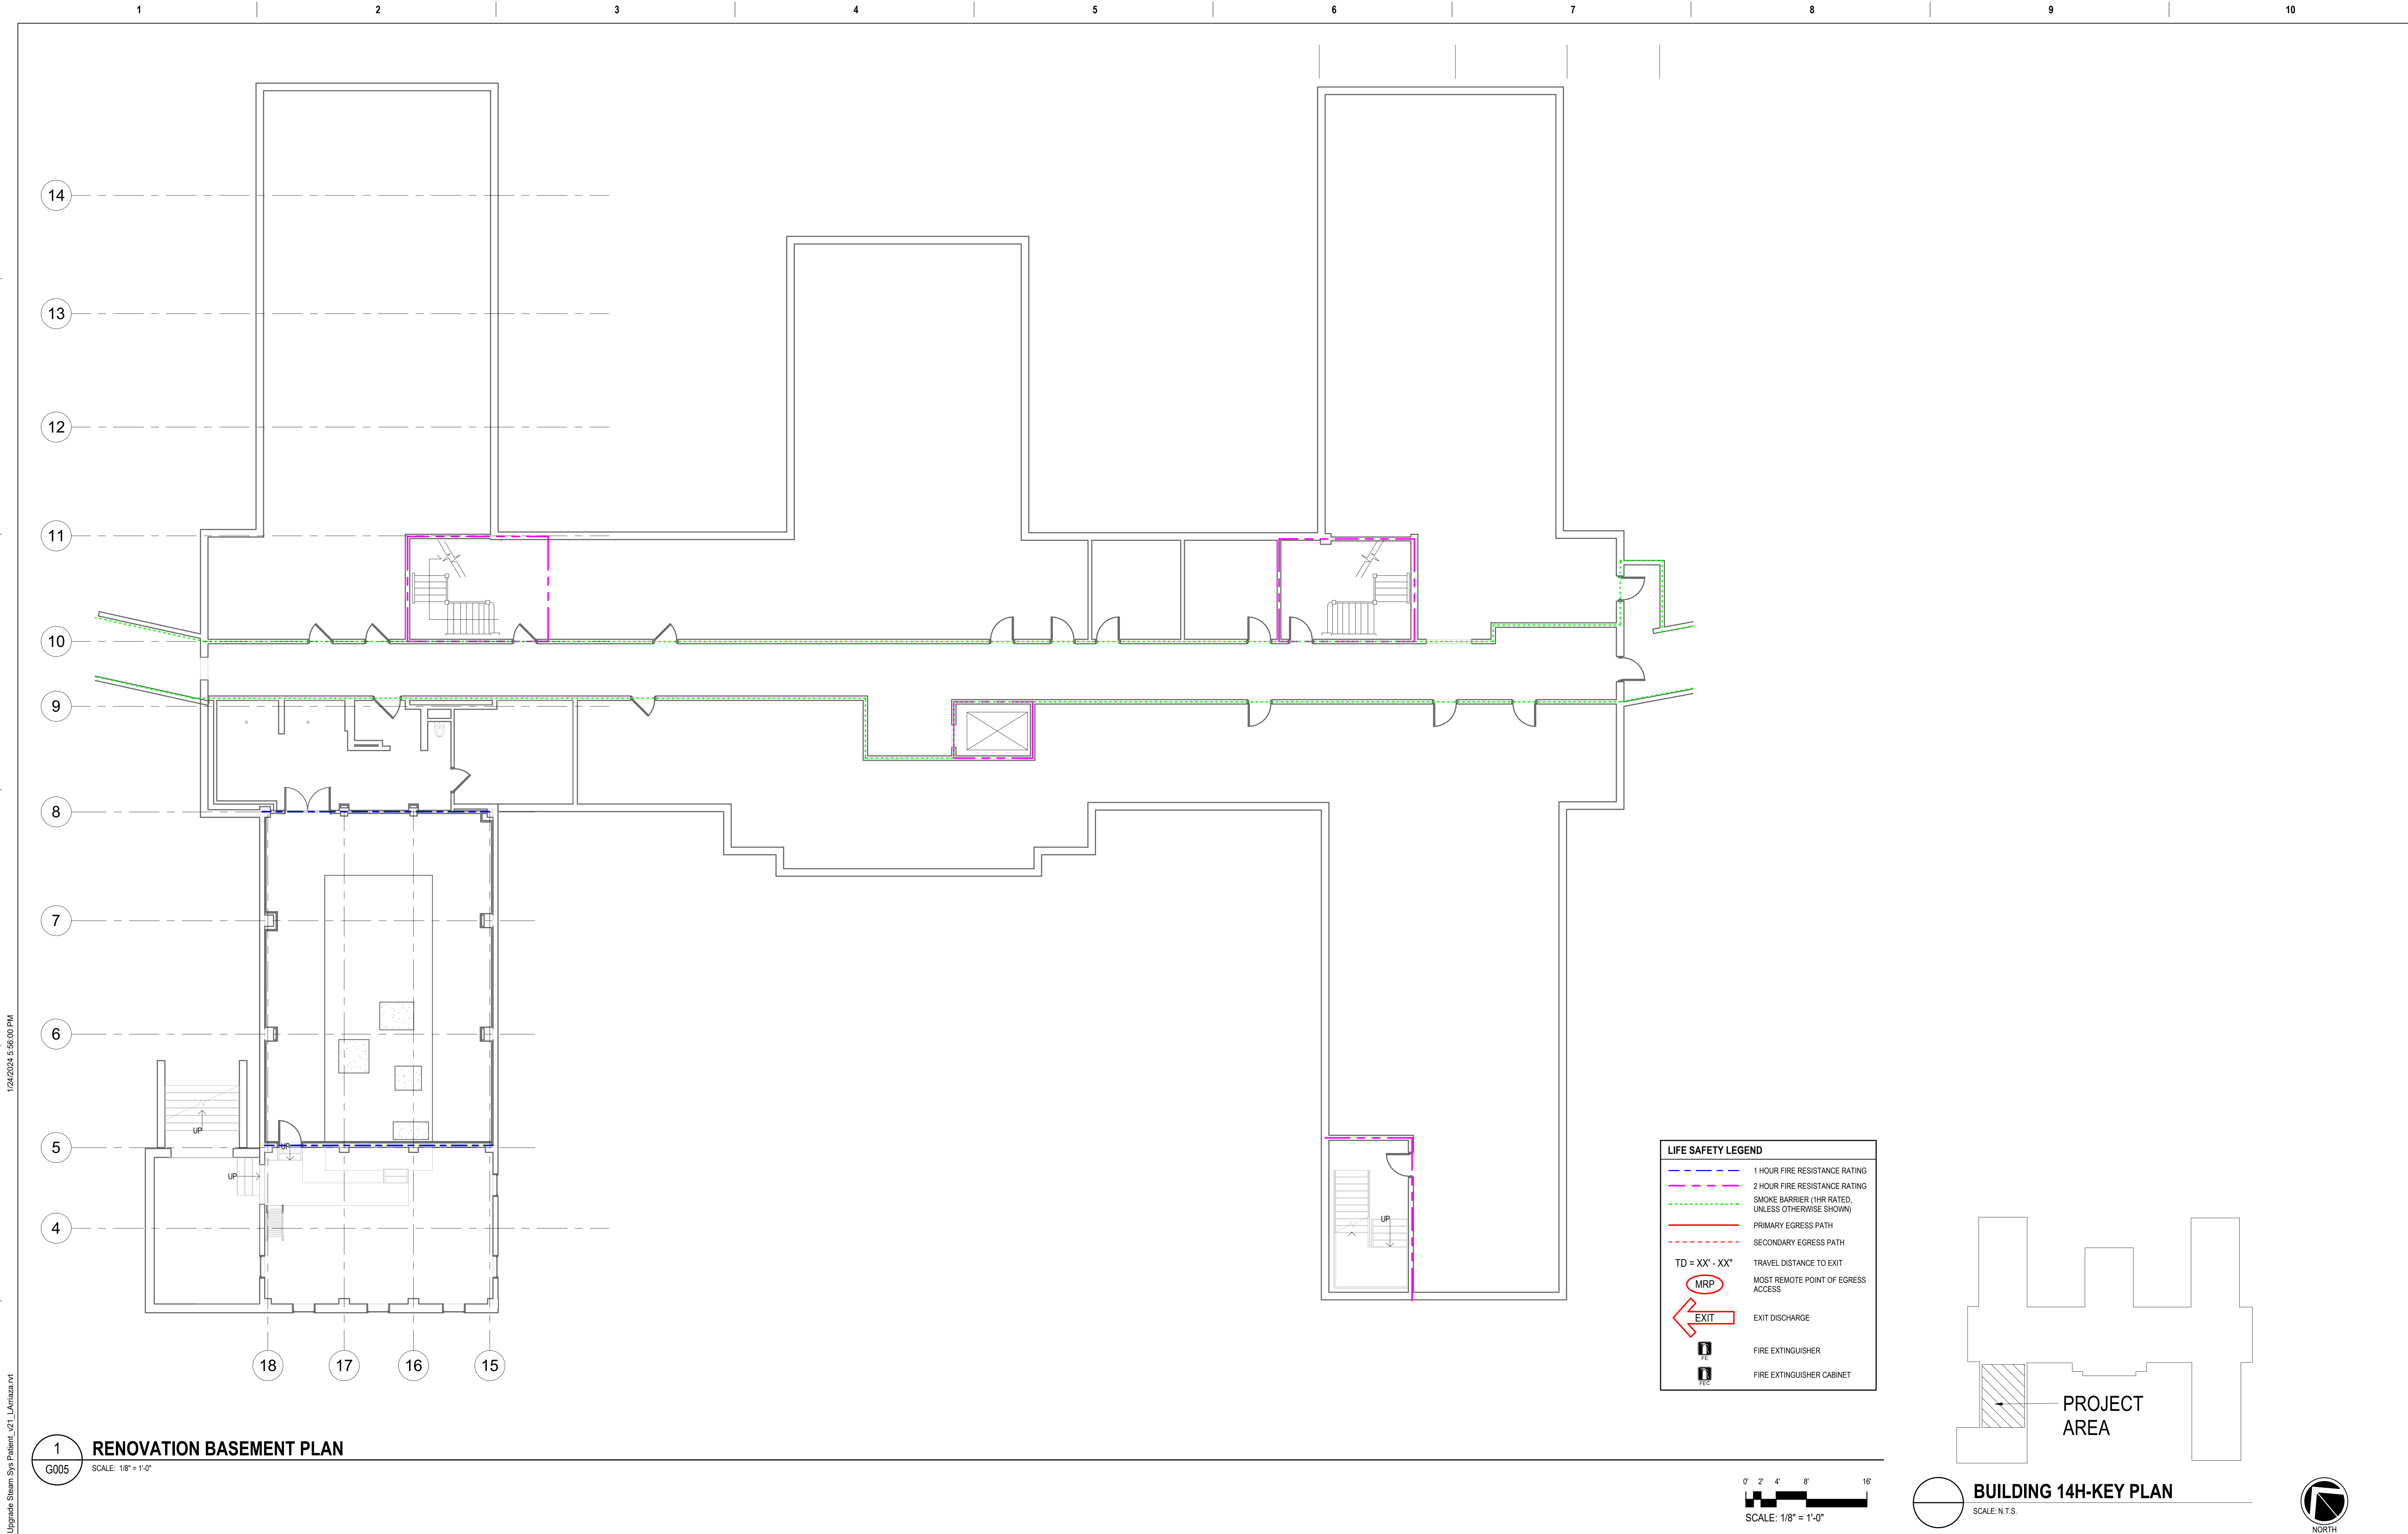 1 2 3 4 5 6 7 8 9 10
14
13
12
11
10
9
8
7
6
5
4
UP
UP
UP
UP
18 17 16 15
LIFE SAFETY LEGEND
1 HOUR FIRE RESISTANCE RATING
2 HOUR FIRE RESISTANCE RATING
SMOKE BARRIER (1HR RATED,
UNLESS OTHERWISE SHOWN)
PRIMARY EGRESS PATH
SECONDARY EGRESS PATH
TD = XX' - XX" TRAVEL DISTANCE TO EXIT
MRP MOST REMOTE POINT OF EGRESS
ACCESS
EXIT EXIT DISCHARGE
FE FIRE EXTINGUISHER
FEC FIRE EXTINGUISHER CABINET
PROJECT
AREA
1
G005
RENOVATION BASEMENT PLAN
SCALE: 1/8" = 1'-0"
0' 2' 4' 8' 16'
SCALE: 1/8" = 1'-0"
BUILDING 14H-KEY PLAN
SCALE: N.T.S.
NORTH
1/24/2024 5:56:00 PM
Upgrade Steam Sys Patient_v21_LArriaza.rvt